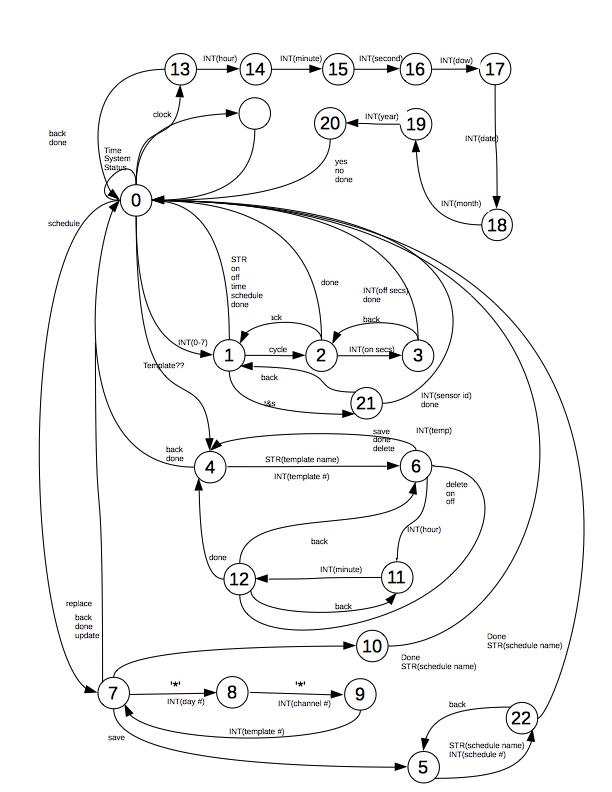 13
INT(hour)
14
INT(minute)
15
INT(second)
16
INT(dow)
17
clock
20
INT(year)
19
back
done
INT(date)
Time
System
Status
yes
no
done
0
INT(month)
18
schedule
STR
on
off
time
schedule
done
done
INT(off secs)
done
back
INT(0-7)
1
cycle
2
INT(on secs)
3
Template??
back
INT(sensor id)
done
21
save
done
delete
INT(temp)
back
done
4
STR(template name)
INT(template #)
6
delete
on
off
INT(hour)
back
done
12
INT(minute)
11
back
replace
back
done
update
10
Done
STR(schedule name)
Done
STR(schedule name)
7
'*'
INT(day #)
8
'*'
INT(channel #)
9
INT(template #)
save
back
22
STR(schedule name)
INT(schedule #)
5